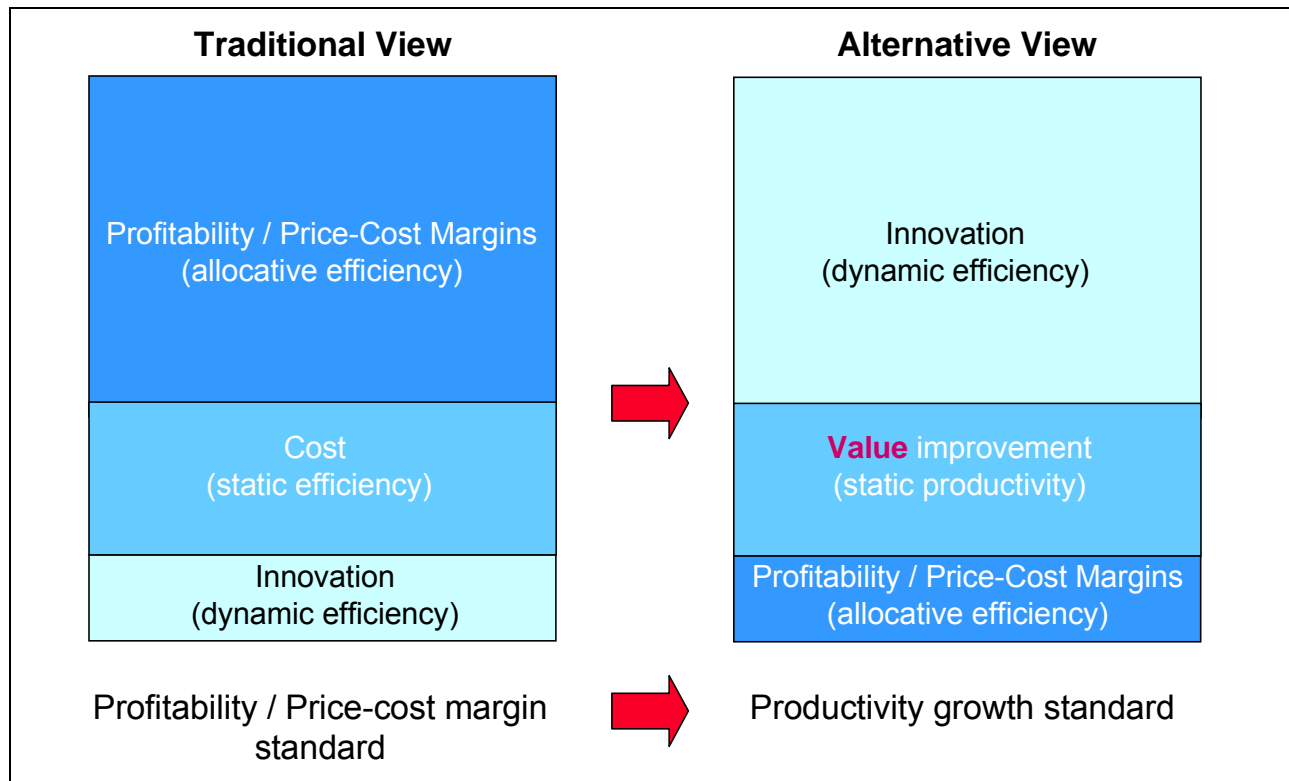 Traditional View
Profitability / Price-Cost Margins
(allocative efficiency)
Cost
(static efficiency)
Innovation
(dynamic efficiency)
Profitability / Price-cost margin
standard
Alternative View
Innovation
(dynamic efficiency)
Value improvement
(static productivity)
Profitability / Price-Cost Margins
(allocative efficiency)
Productivity growth standard